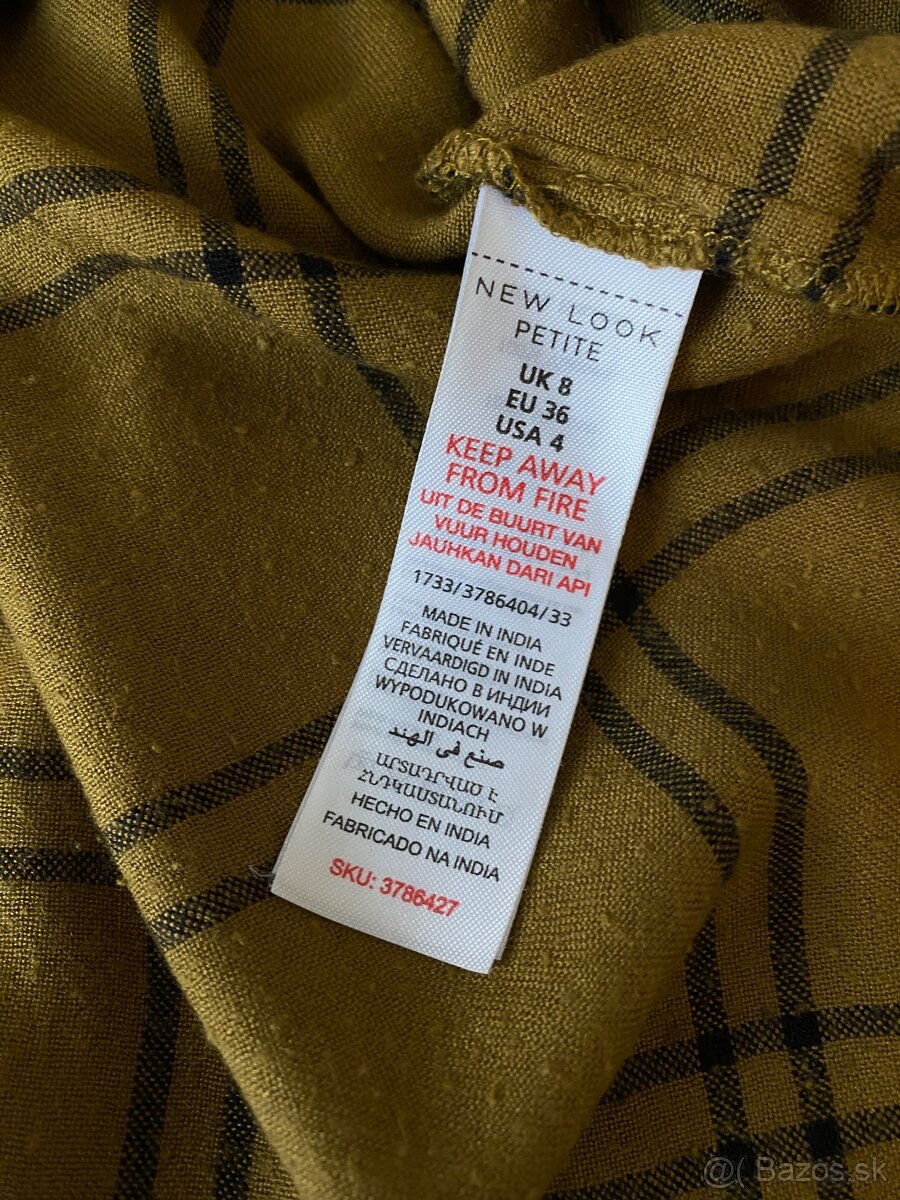 NEW LOOK
PETITE
UK 8
EU 36
USA 4
KEEP AWAY
FROM FIRE
UIT DE BUURT VAN
VUUR HOUDEN
JAUHKAN DARI API
1733/3786404/33
MADE IN INDIA
FABRIQUÉ EN INDE
VERVAARDIGD IN INDIA
СДЕЛАНО В ИНДИИ
WYPODUKOWANO W
INDIACH
صنع في الهند
ԱՐՏԱԴՐՎԱԾ Է
ՀՆԴԿԱՍՏԱՆՈՒՄ
HECHO EN INDIA
FABRICADO NA INDIA
SKU: 3786427
@( Bazos.sk